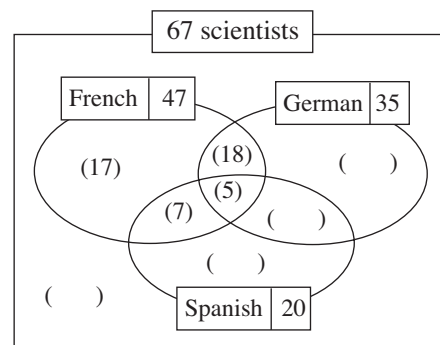 67 scientists
French 47
German 35
(18)
(17)
( )
(5)
(7)
( )
( )
( )
Spanish 20